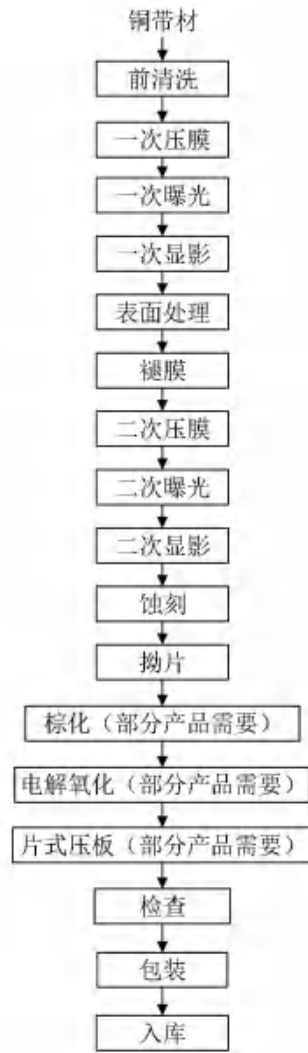 铜带材
前清洗
一次压膜
一次曝光
一次显影
表面处理
褪膜
二次压膜
二次曝光
二次显影
蚀刻
拗片
棕化（部分产品需要）
电解氧化（部分产品需要）
片式压板（部分产品需要）
检查
包装
入库